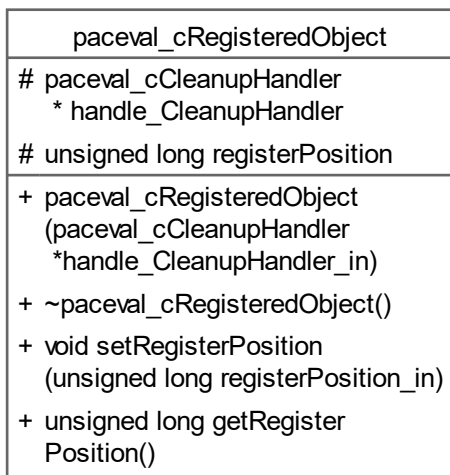 paceval_cRegisteredObject
# paceval_cCleanupHandler
* handle_CleanupHandler
# unsigned long registerPosition
+ paceval_cRegisteredObject
(paceval_cCleanupHandler
*handle_CleanupHandler_in)
+ ~paceval_cRegisteredObject()
+ void setRegisterPosition
(unsigned long registerPosition_in)
+ unsigned long getRegister
Position()